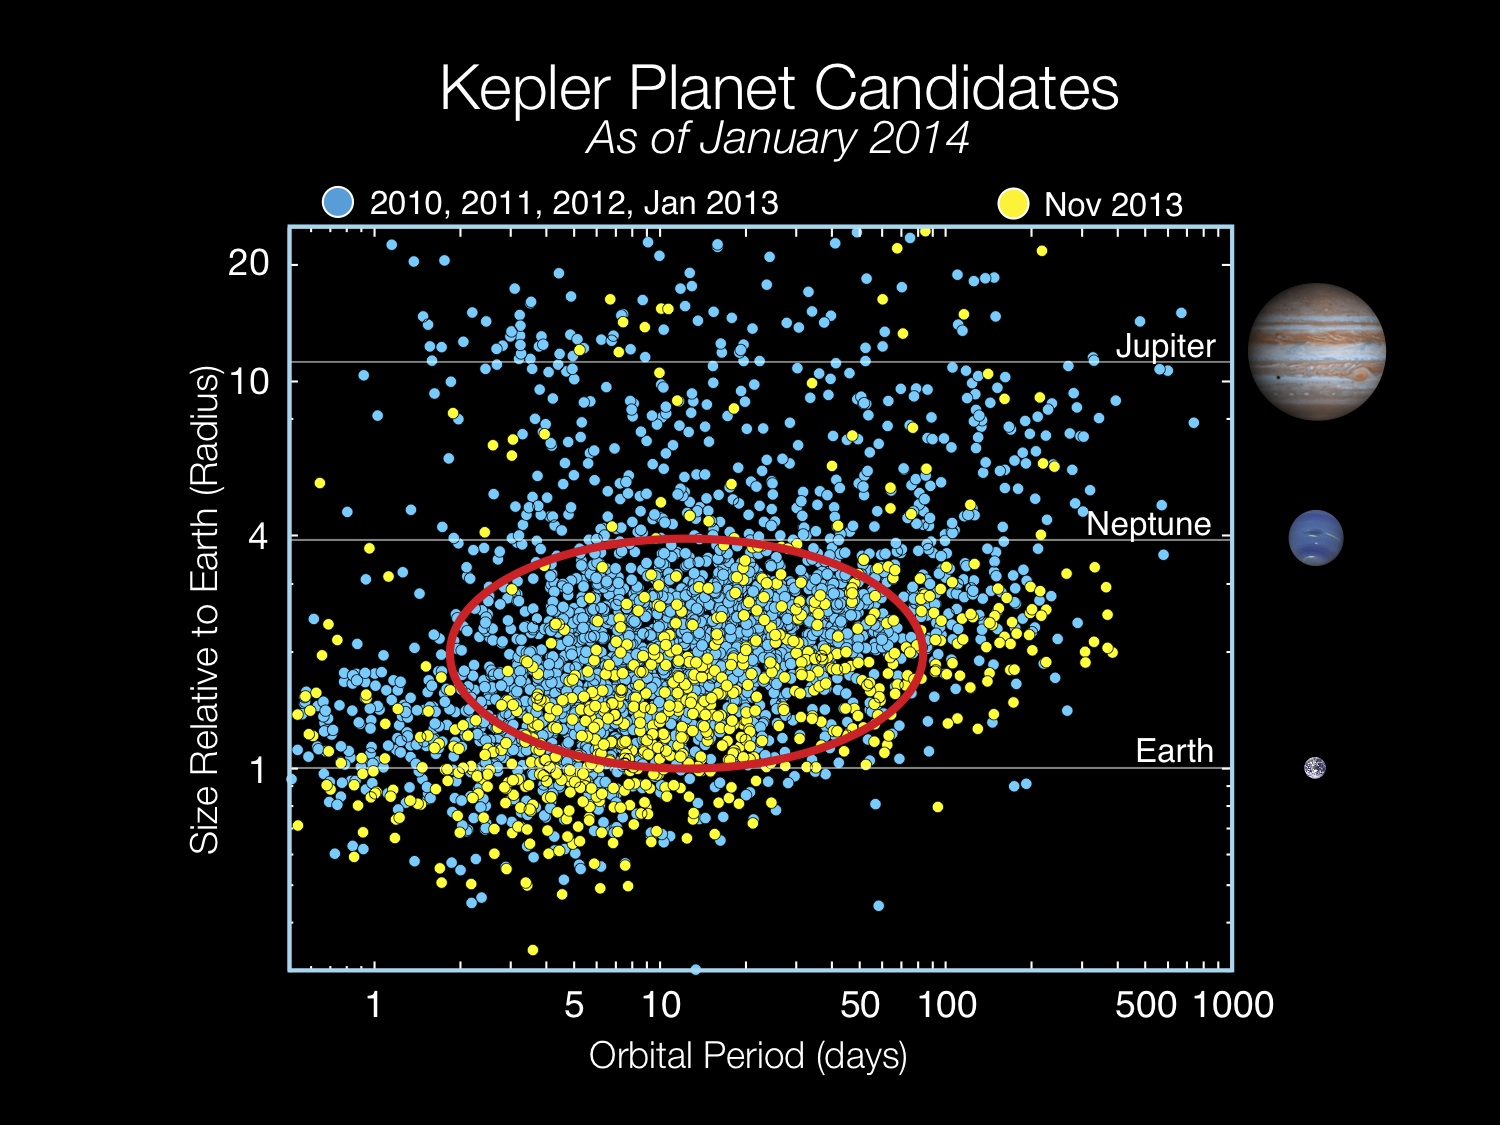 Kepler Planet Candidates
As of January 2014
2010, 2011, 2012, Jan 2013
Nov 2013
20
10
4
1
Size Relative to Earth (Radius)
Jupiter
Neptune
Earth
1 5 10 50 100 500 1000
Orbital Period (days)